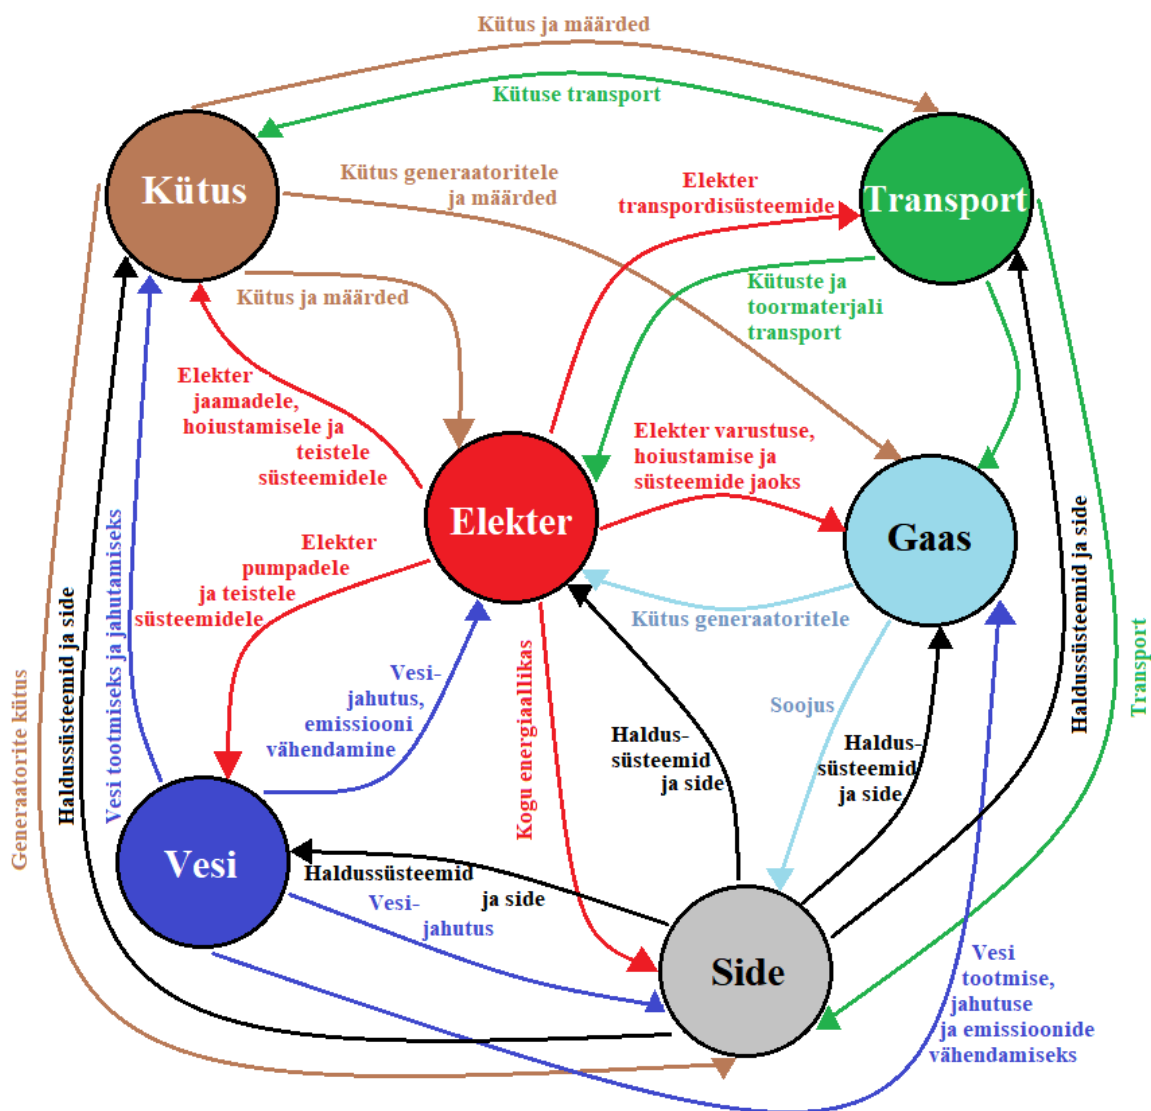 Kütus ja määrded
Kütuse transport
Kütus
Transport
Kütus generaatoritele
ja määrded
Elekter
transpordisüsteemide
Kütus ja määrded
Kütuste ja
toormaterjali
transport
Elekter
jaamadele,
hoiustamisele ja
teistele
süsteemidele
Elekter varustuse,
hoiustamise ja
süsteemide jaoks
Elekter
Gaas
Elekter
pumpadele
ja teistele
süsteemidele
Kütus generaatoritele
Generaatorite kütus
Haldussüsteemid ja side
Vesi tootmiseks ja jahutamiseks
Vesi-
jahutus,
emissiooni
vähendamine
Kogu energiaallikas
Soojus
Haldus-
süsteemid
ja side
Haldus-
süsteemid
ja side
Haldussüsteemid ja side
Transport
Vesi
Haldussüsteemid
ja side
Vesi-
jahutus
Side
Vesi
tootmise,
jahutuse
ja emissioonide
vähendamiseks